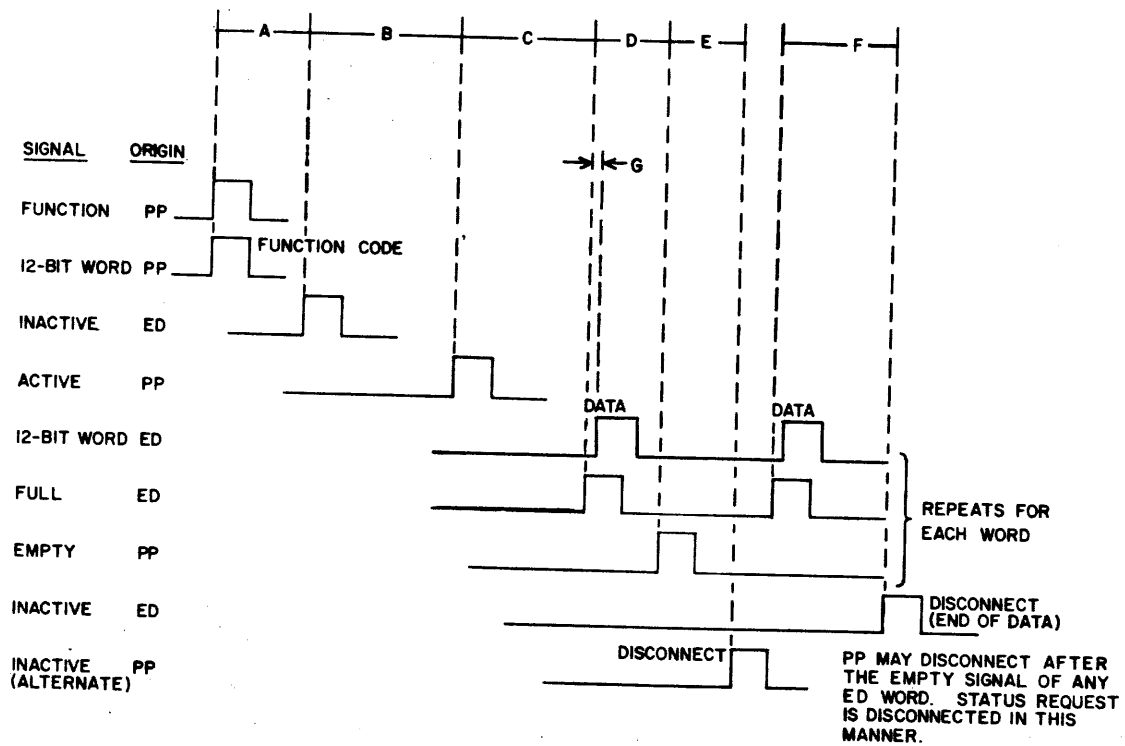 A B C D E F
G
SIGNAL ORIGIN
FUNCTION PP
FUNCTION CODE
12-BIT WORD PP
INACTIVE ED
ACTIVE PP
DATA DATA
12-BIT WORD ED
FULL ED
REPEATS FOR
EACH WORD
EMPTY PP
INACTIVE ED
DISCONNECT
(END OF DATA)
INACTIVE PP
(ALTERNATE)
DISCONNECT
PP MAY DISCONNECT AFTER
THE EMPTY SIGNAL OF ANY
ED WORD. STATUS REQUEST
IS DISCONNECTED IN THIS
MANNER.